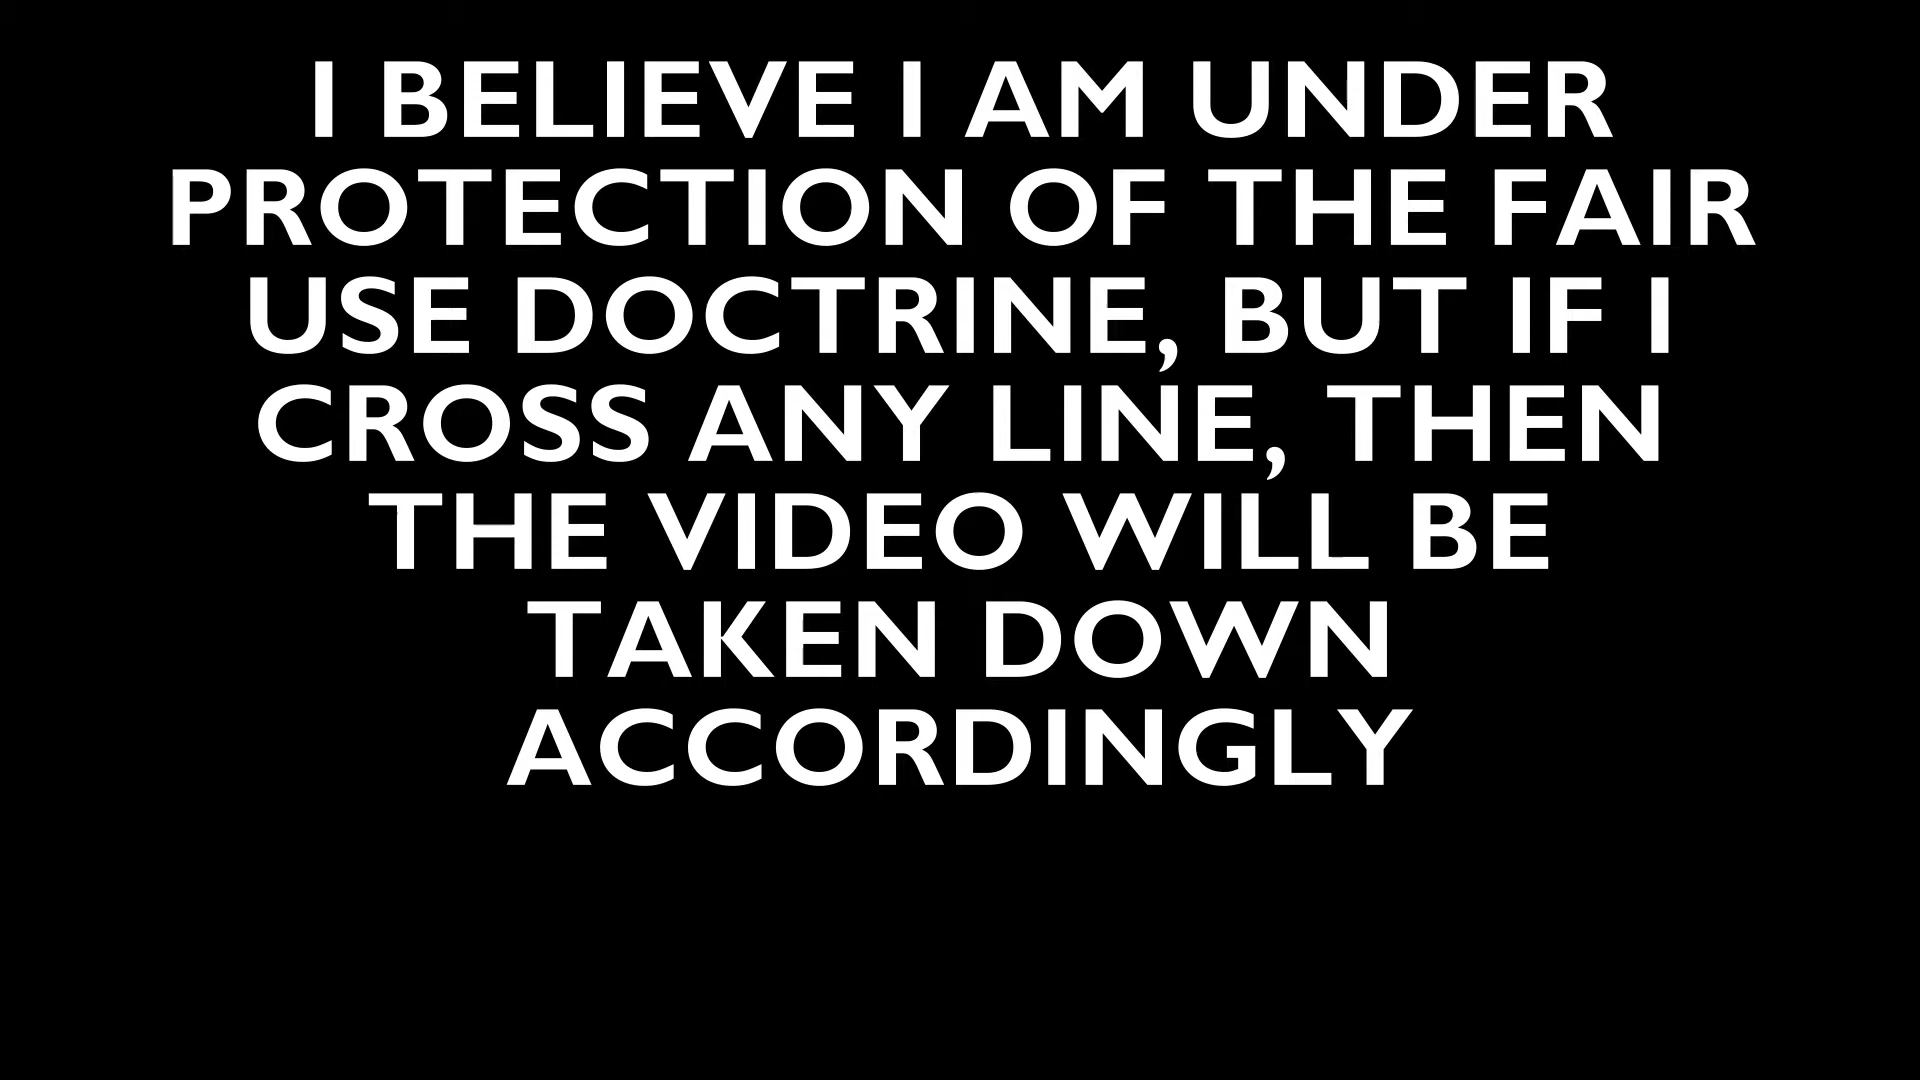 I BELIEVE I AM UNDER
PROTECTION OF THE FAIR
USE DOCTRINE, BUT IF I
CROSS ANY LINE, THEN
THE VIDEO WILL BE
TAKEN DOWN
ACCORDINGLY